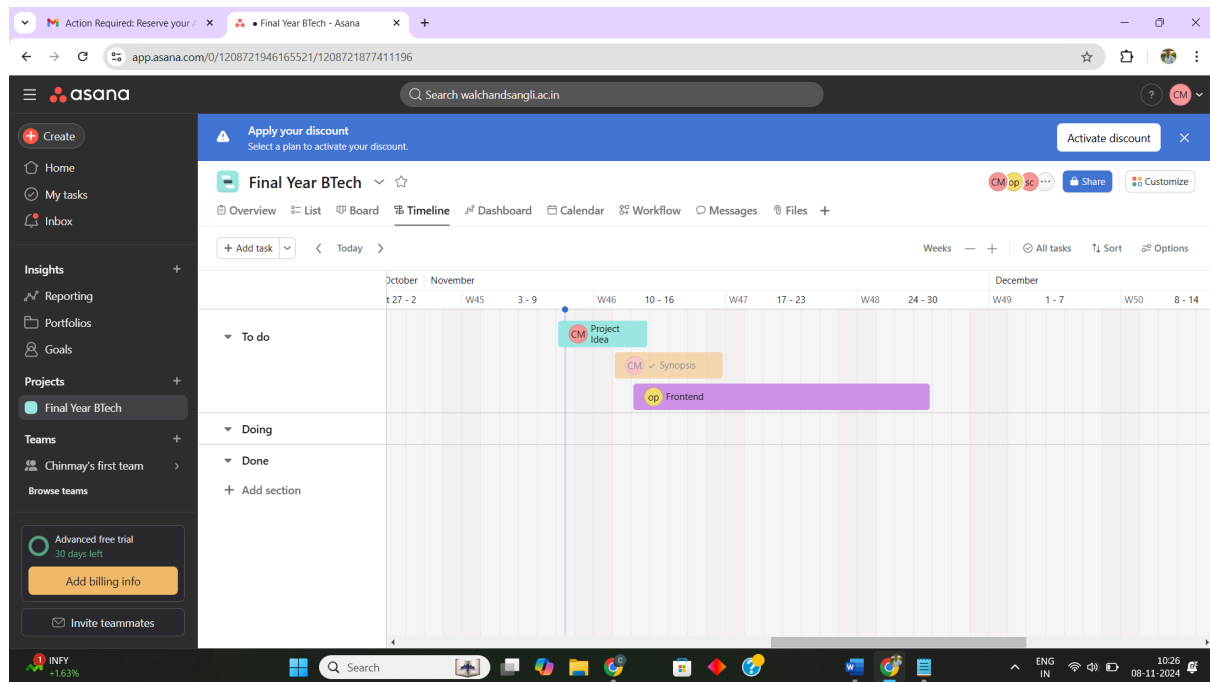 Action Required: Reserve your
• Final Year BTech - Asana
app.asana.com/0/1208721946165521/1208721877411196
asana
Search walchandsangli.ac.in
?
CM
Create
Home
My tasks
Inbox
Insights
Reporting
Portfolios
Goals
Projects
Final Year BTech
Teams
Chinmay's first team
Browse teams
Advanced free trial
30 days left
Add billing info
Invite teammates
Apply your discount
Select a plan to activate your discount.
Activate discount
Final Year BTech
CM op sc ...
Share
Customize
Overview List Board Timeline Dashboard Calendar Workflow Messages Files +
+ Add task < Today >
Weeks — + All tasks Sort Options
October November December
t 27 - 2 W45 3 - 9 W46 10 - 16 W47 17 - 23 W48 24 - 30 W49 1 - 7 W50 8 - 14
To do
CM Project
Idea
CM ✓ Synopsis
op Frontend
Doing
Done
+ Add section
1
INFY
+1.63%
Search
ENG
IN
10:26
08-11-2024